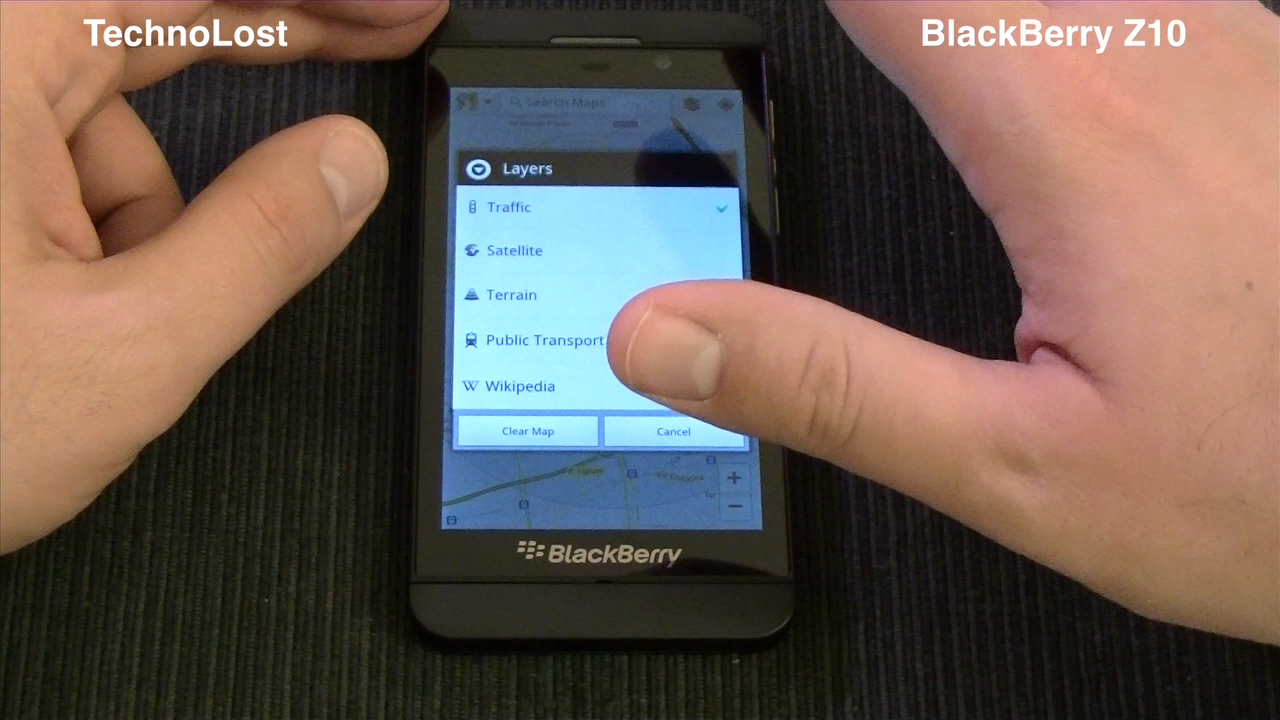 TechnoLost
BlackBerry Z10
Search Maps
Layers
Traffic
Satellite
Terrain
Public Transport
Wikipedia
Clear Map
Cancel
BlackBerry